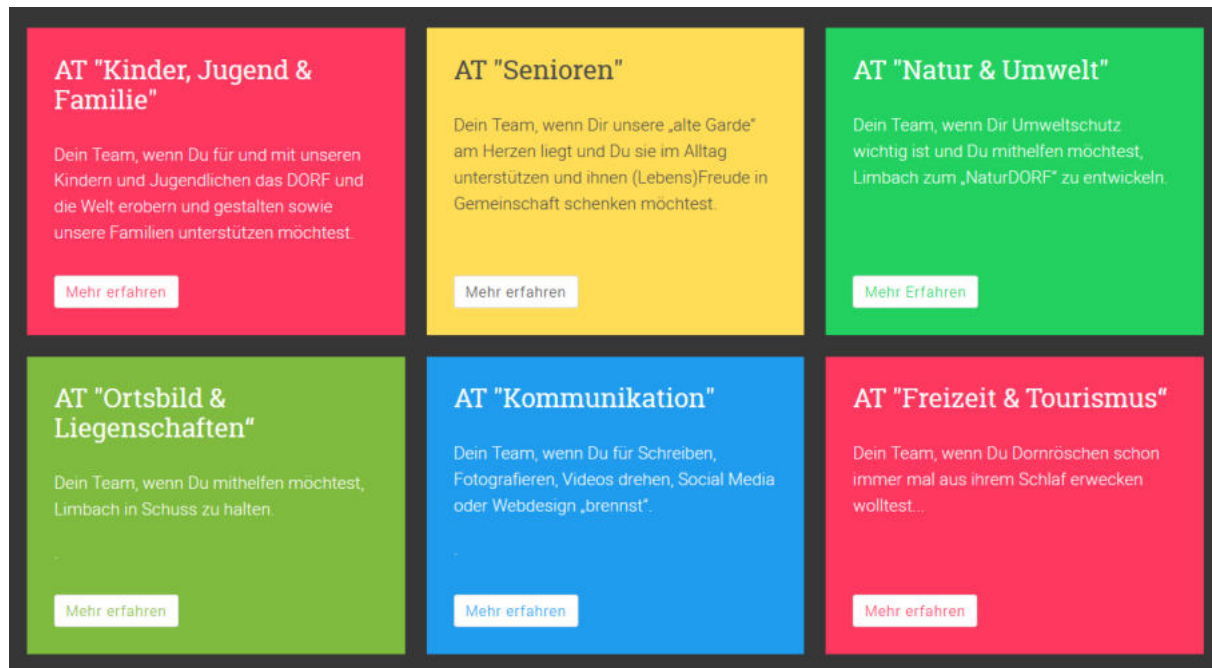 AT "Kinder, Jugend &
Familie"
Dein Team, wenn Du für und mit unseren
Kindern und Jugendlichen das DORF und
die Welt erobern und gestalten sowie
unsere Familien unterstützen möchtest.
Mehr erfahren
AT "Senioren"
Dein Team, wenn Dir unsere „alte Garde“
am Herzen liegt und Du sie im Alltag
unterstützen und ihnen (Lebens)Freude in
Gemeinschaft schenken möchtest.
Mehr erfahren
AT "Natur & Umwelt"
Dein Team, wenn Dir Umweltschutz
wichtig ist und Du mithelfen möchtest,
Limbach zum „NaturDORF“ zu entwickeln.
Mehr Erfahren
AT "Ortsbild &
Liegenschaften“
Dein Team, wenn Du mithelfen möchtest,
Limbach in Schuss zu halten.
.
Mehr erfahren
AT "Kommunikation"
Dein Team, wenn Du für Schreiben,
Fotografieren, Videos drehen, Social Media
oder Webdesign „brennst“.
.
Mehr erfahren
AT "Freizeit & Tourismus“
Dein Team, wenn Du Dornröschen schon
immer mal aus ihrem Schlaf erwecken
wolltest...
Mehr erfahren